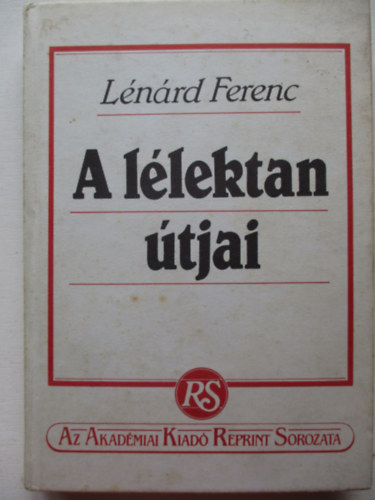 Lénárd Ferenc
A lélektan
útjai
RS
AZ AKADÉMIAI KIADÓ REPRINT SOROZATA